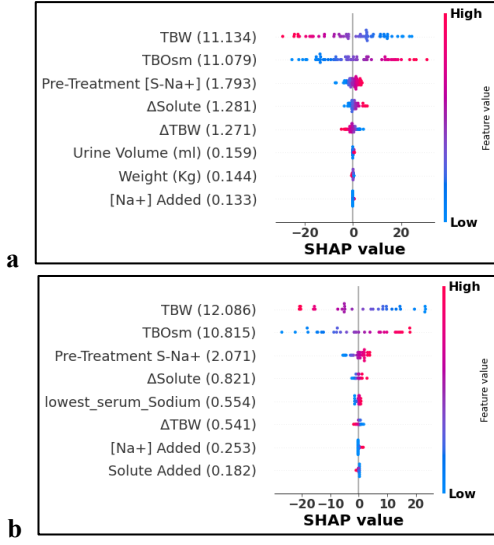 High
TBW (11.134)
TBOsm (11.079)
Pre-Treatment [S-Na+] (1.793)
ΔSolute (1.281)
ΔTBW (1.271)
Urine Volume (ml) (0.159)
Weight (Kg) (0.144)
[Na+] Added (0.133)
Feature value
Low
−20 0 20
SHAP value
a
High
TBW (12.086)
TBOsm (10.815)
Pre-Treatment S-Na+ (2.071)
ΔSolute (0.821)
lowest_serum_Sodium (0.554)
ΔTBW (0.541)
[Na+] Added (0.253)
Solute Added (0.182)
Feature value
Low
−20 −10 0 10 20
SHAP value
b